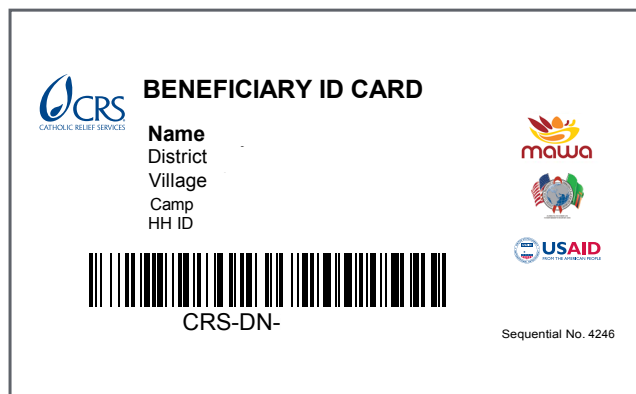 CRS
CATHOLIC RELIEF SERVICES
BENEFICIARY ID CARD
Name
District
Village
Camp
HH ID
mawa
USAID
FROM THE AMERICAN PEOPLE
CRS-DN-
Sequential No. 4246